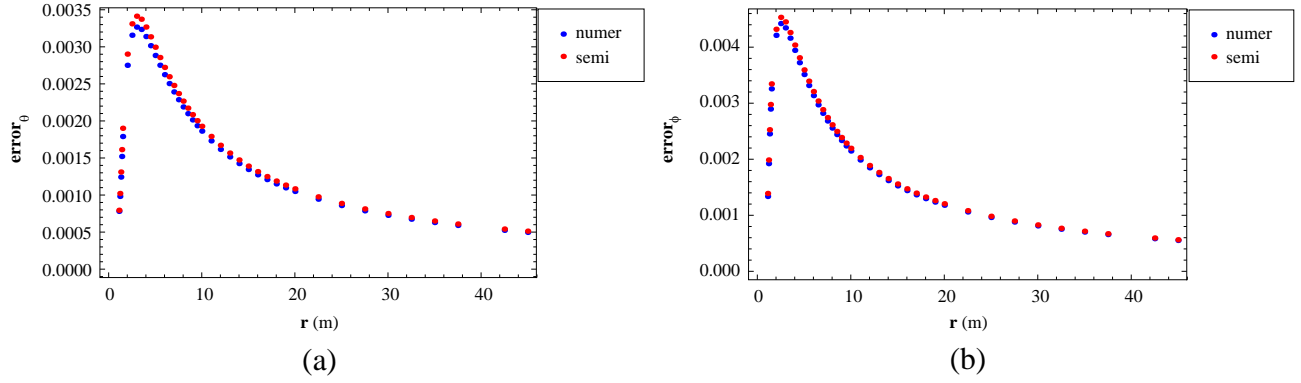 0.0035
0.0030
0.0025
0.0020
0.0015
0.0010
0.0005
0.0000
error_θ
0 10 20 30 40
r (m)
numer
semi
(a)
0.004
0.003
0.002
0.001
0.000
error_ϕ
0 10 20 30 40
r (m)
numer
semi
(b)